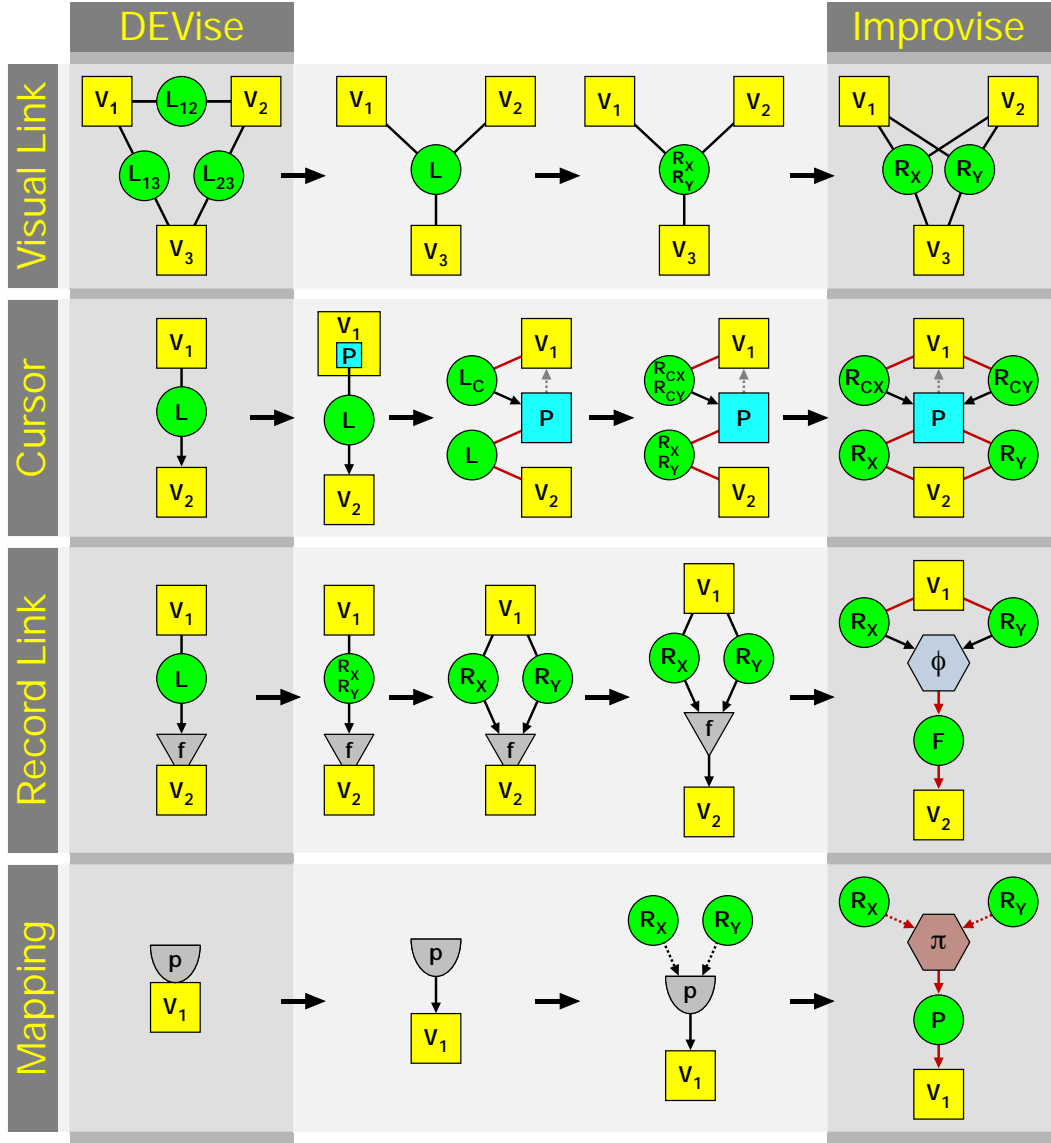 DEVise
Improvise
Visual Link
V1 L12 V2
L13 L23
V3
V1 V2
L
V3
V1 V2
RX
RY
V3
V1 V2
RX RY
V3
Cursor
V1
L
V2
V1
P
L
V2
V1
LC
P
L
V2
V1
RCX
RCY
P
RX
RY
V2
V1
RCX RCY
P
RX RY
V2
Record Link
V1
L
f
V2
V1
RX
RY
f
V2
V1
RX RY
f
V2
V1
RX RY
f
V2
V1
RX RY
ϕ
F
V2
Mapping
p
V1
p
V1
RX RY
p
V1
RX RY
π
P
V1